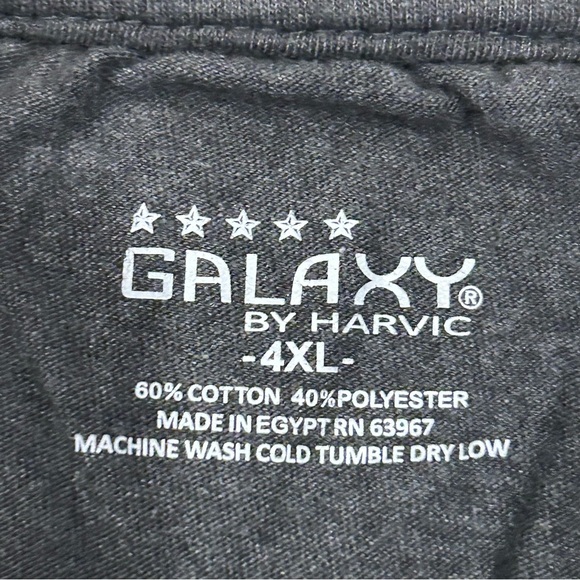 GALAXY®
BY HARVIC
-4XL-
60% COTTON 40%POLYESTER
MADE IN EGYPT RN 63967
MACHINE WASH COLD TUMBLE DRY LOW